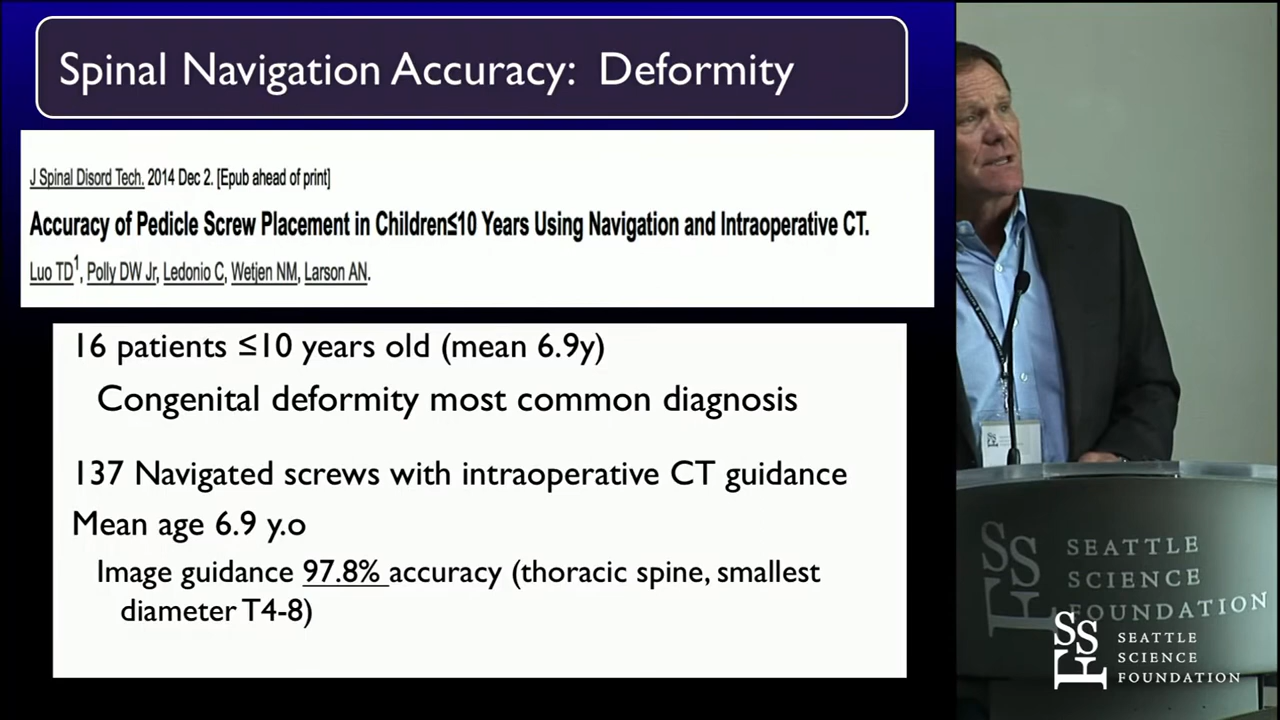 Spinal Navigation Accuracy: Deformity
J Spinal Disord Tech. 2014 Dec 2. [Epub ahead of print]
Accuracy of Pedicle Screw Placement in Children≤10 Years Using Navigation and Intraoperative CT.
Luo TD1, Polly DW Jr, Ledonio C, Wetjen NM, Larson AN.
16 patients ≤10 years old (mean 6.9y)
Congenital deformity most common diagnosis
137 Navigated screws with intraoperative CT guidance
Mean age 6.9 y.o
Image guidance 97.8% accuracy (thoracic spine, smallest
diameter T4-8)
SSF
SEATTLE
SCIENCE
FOUNDATION
SSF
SEATTLE
SCIENCE
FOUNDATION